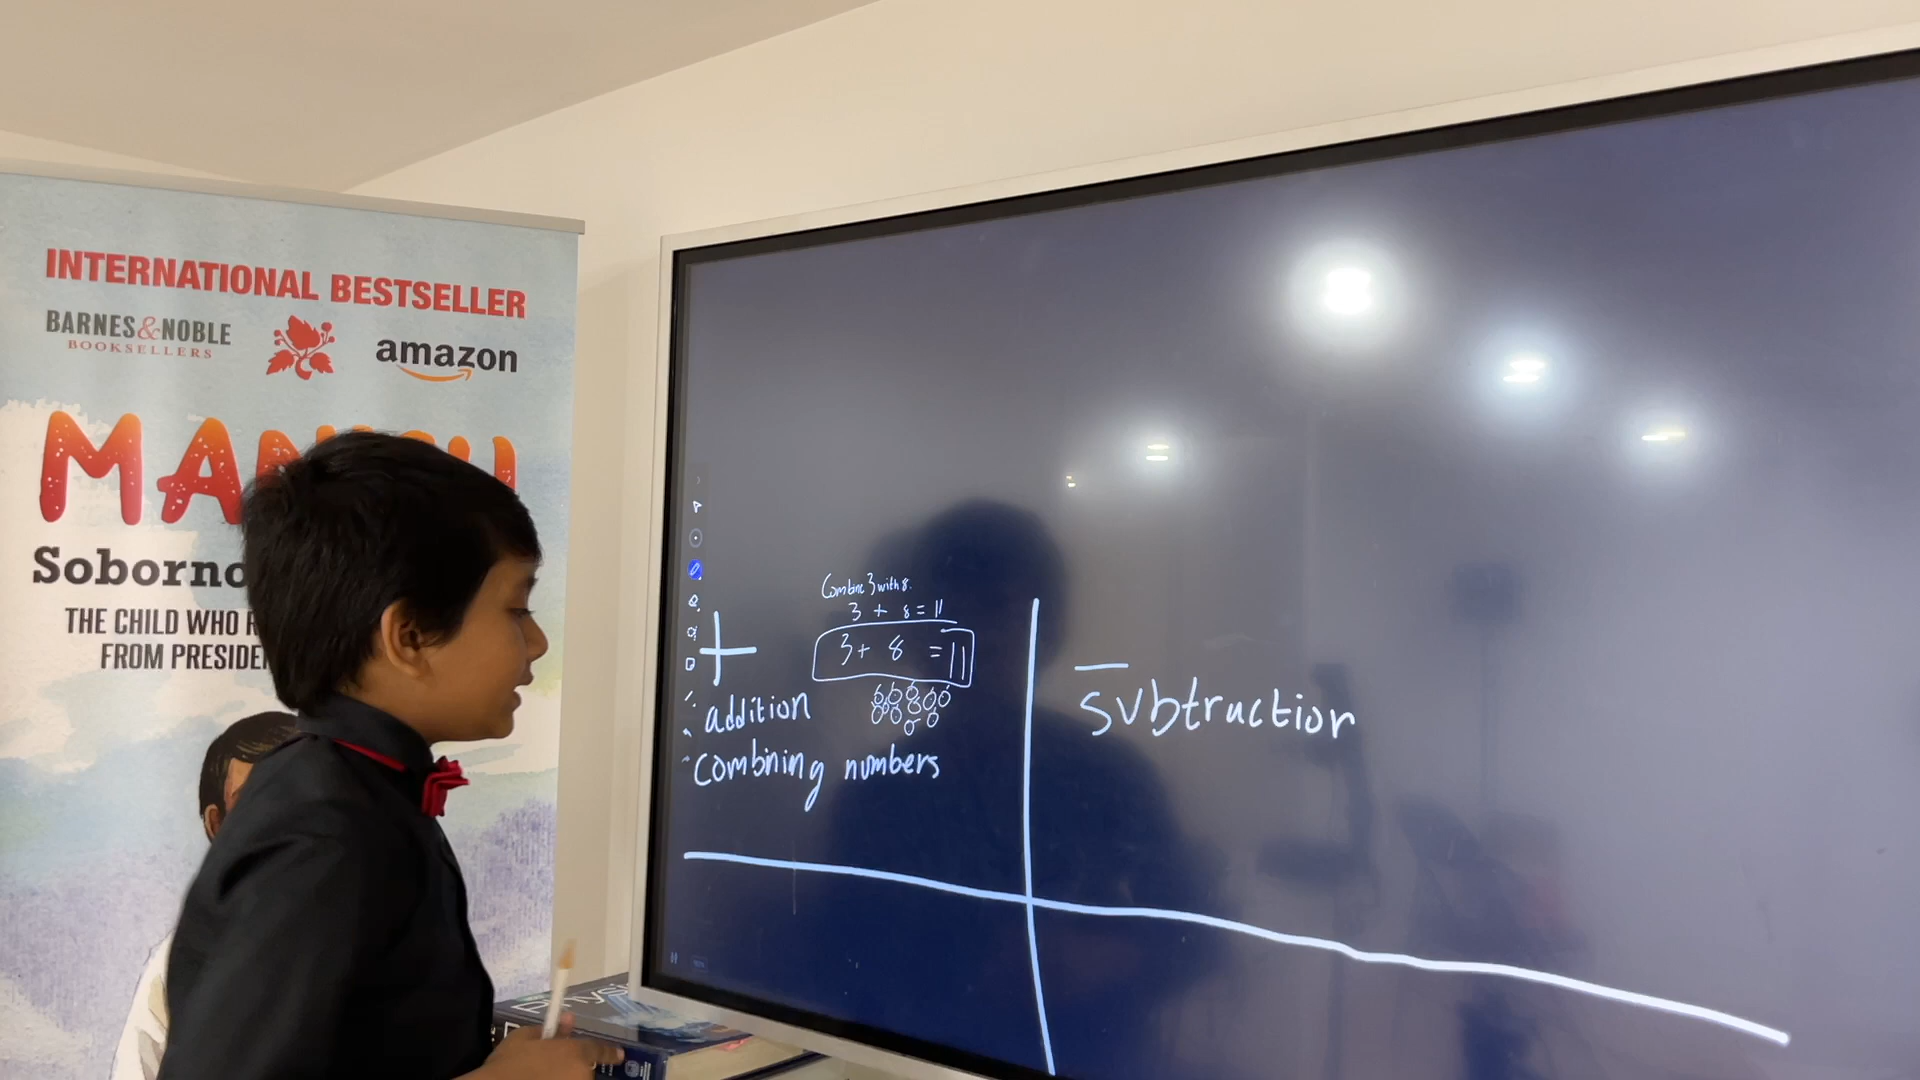 INTERNATIONAL BESTSELLER
BARNES&NOBLE
BOOKSELLERS
amazon
Soborno
THE CHILD WHO
FROM
Combine 3 with 8.
3 + 8 = 11
3 + 8 = 11
+
addition
combining numbers
—
subtraction